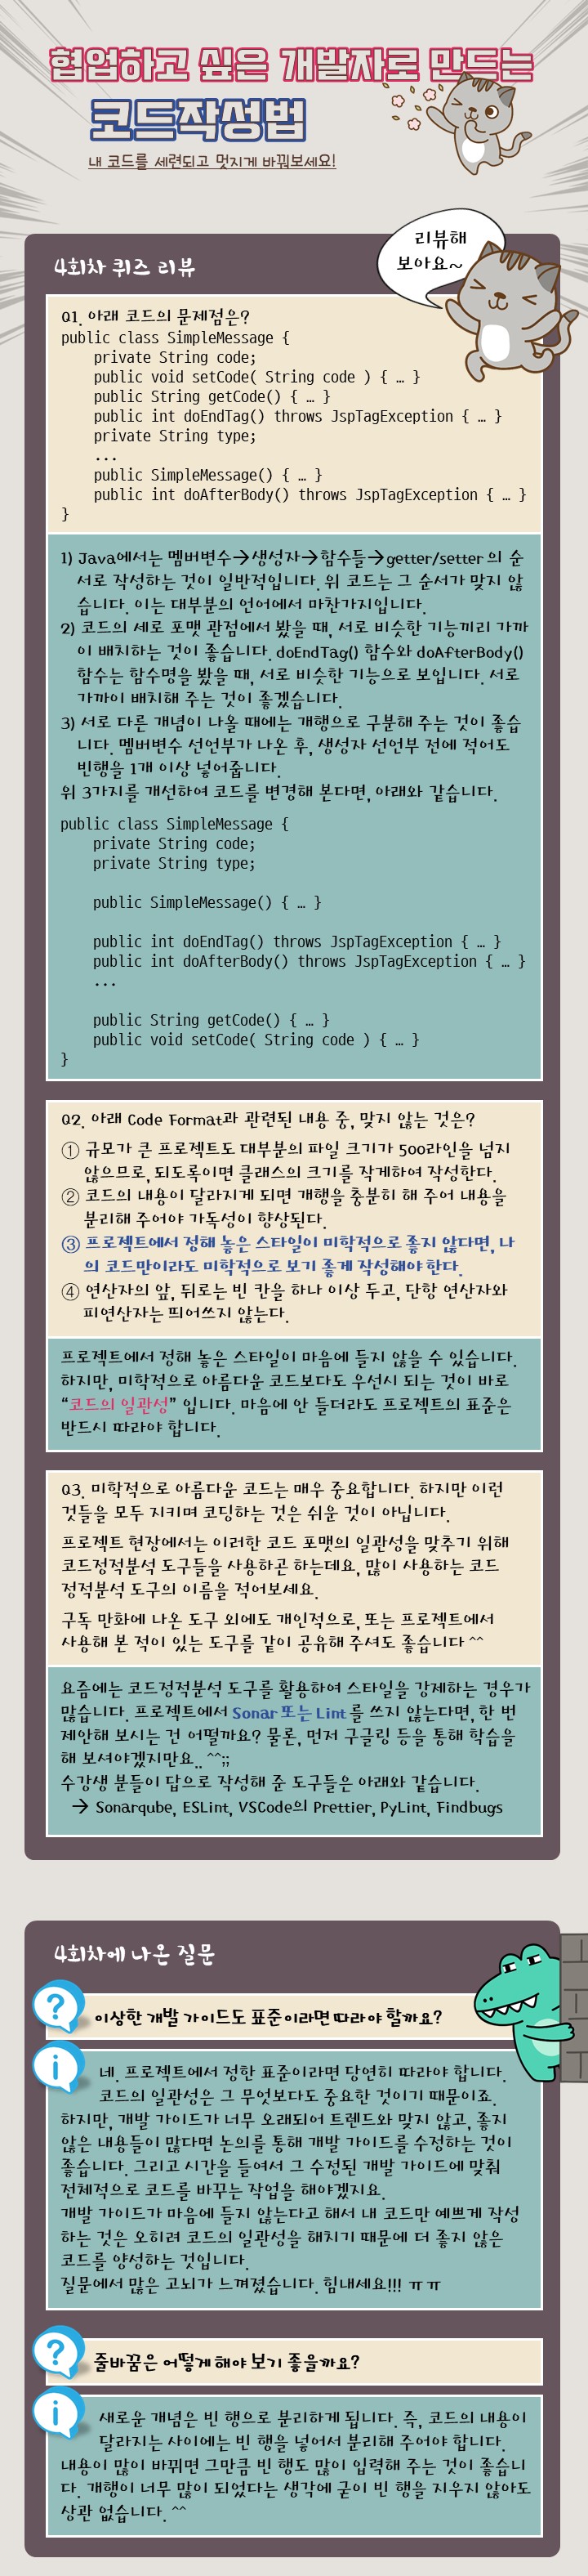 협업하고 싶은 개발자로 만드는
코드작성법
내 코드를 세련되고 멋지게 바꿔보세요!
리뷰해
보아요~
4회차 퀴즈 리뷰
Q1. 아래 코드의 문제점은?
public class SimpleMessage {
private String code;
public void setCode( String code ) { … }
public String getCode() { … }
public int doEndTag() throws JspTagException { … }
private String type;
...
public SimpleMessage() { … }
public int doAfterBody() throws JspTagException { … }
}
1) Java에서는 멤버변수→생성자→함수들→getter/setter 의 순
서로 작성하는 것이 일반적입니다. 위 코드는 그 순서가 맞지 않
습니다. 이는 대부분의 언어에서 마찬가지입니다.
2) 코드의 세로 포맷 관점에서 봤을 때, 서로 비슷한 기능끼리 가까
이 배치하는 것이 좋습니다. doEndTag() 함수와 doAfterBody()
함수는 함수명을 봤을 때, 서로 비슷한 기능으로 보입니다. 서로
가까이 배치해 주는 것이 좋겠습니다.
3) 서로 다른 개념이 나올 때에는 개행으로 구분해 주는 것이 좋습
니다. 멤버변수 선언부가 나온 후, 생성자 선언부 전에 적어도
빈행을 1개 이상 넣어줍니다.
위 3가지를 개선하여 코드를 변경해 본다면, 아래와 같습니다.
public class SimpleMessage {
private String code;
private String type;
public SimpleMessage() { … }
public int doEndTag() throws JspTagException { … }
public int doAfterBody() throws JspTagException { … }
...
public String getCode() { … }
public void setCode( String code ) { … }
}
Q2. 아래 Code Format과 관련된 내용 중, 맞지 않는 것은?
① 규모가 큰 프로젝트도 대부분의 파일 크기가 500라인을 넘지
않으므로, 되도록이면 클래스의 크기를 작게하여 작성한다.
② 코드의 내용이 달라지게 되면 개행을 충분히 해 주어 내용을
분리해 주어야 가독성이 향상된다.
③ 프로젝트에서 정해 놓은 스타일이 미학적으로 좋지 않다면, 나
의 코드만이라도 미학적으로 보기 좋게 작성해야 한다.
④ 연산자의 앞, 뒤로는 빈 칸을 하나 이상 두고, 단항 연산자와
피연산자는 띄어쓰지 않는다.
프로젝트에서 정해 놓은 스타일이 마음에 들지 않을 수 있습니다.
하지만, 미학적으로 아름다운 코드보다도 우선시 되는 것이 바로
“코드의 일관성” 입니다. 마음에 안 들더라도 프로젝트의 표준은
반드시 따라야 합니다.
Q3. 미학적으로 아름다운 코드는 매우 중요합니다. 하지만 이런
것들을 모두 지키며 코딩하는 것은 쉬운 것이 아닙니다.
프로젝트 현장에서는 이러한 코드 포맷의 일관성을 맞추기 위해
코드정적분석 도구들을 사용하곤 하는데요, 많이 사용하는 코드
정적분석 도구의 이름을 적어보세요.
구독 만화에 나온 도구 외에도 개인적으로, 또는 프로젝트에서
사용해 본 적이 있는 도구를 같이 공유해 주셔도 좋습니다 ^^
요즘에는 코드정적분석 도구를 활용하여 스타일을 강제하는 경우가
많습니다. 프로젝트에서 Sonar 또는 Lint 를 쓰지 않는다면, 한 번
제안해 보시는 건 어떨까요? 물론, 먼저 구글링 등을 통해 학습을
해 보셔야겠지만요.. ^^;;
수강생 분들이 답으로 작성해 준 도구들은 아래와 같습니다.
→ Sonarqube, ESLint, VSCode의 Prettier, PyLint, Findbugs
4회차에 나온 질문
?
이상한 개발 가이드도 표준이라면 따라야 할까요?
i
네. 프로젝트에서 정한 표준이라면 당연히 따라야 합니다.
코드의 일관성은 그 무엇보다도 중요한 것이기 때문이죠.
하지만, 개발 가이드가 너무 오래되어 트렌드와 맞지 않고, 좋지
않은 내용들이 많다면 논의를 통해 개발 가이드를 수정하는 것이
좋습니다. 그리고 시간을 들여서 그 수정된 개발 가이드에 맞춰
전체적으로 코드를 바꾸는 작업을 해야겠지요.
개발 가이드가 마음에 들지 않는다고 해서 내 코드만 예쁘게 작성
하는 것은 오히려 코드의 일관성을 해치기 때문에 더 좋지 않은
코드를 양성하는 것입니다.
질문에서 많은 고뇌가 느껴졌습니다. 힘내세요!!! ㅠㅠ
?
줄바꿈은 어떻게 해야 보기 좋을까요?
i
새로운 개념은 빈 행으로 분리하게 됩니다. 즉, 코드의 내용이
달라지는 사이에는 빈 행을 넣어서 분리해 주어야 합니다.
내용이 많이 바뀌면 그만큼 빈 행도 많이 입력해 주는 것이 좋습니
다. 개행이 너무 많이 되었다는 생각에 굳이 빈 행을 지우지 않아도
상관 없습니다. ^^